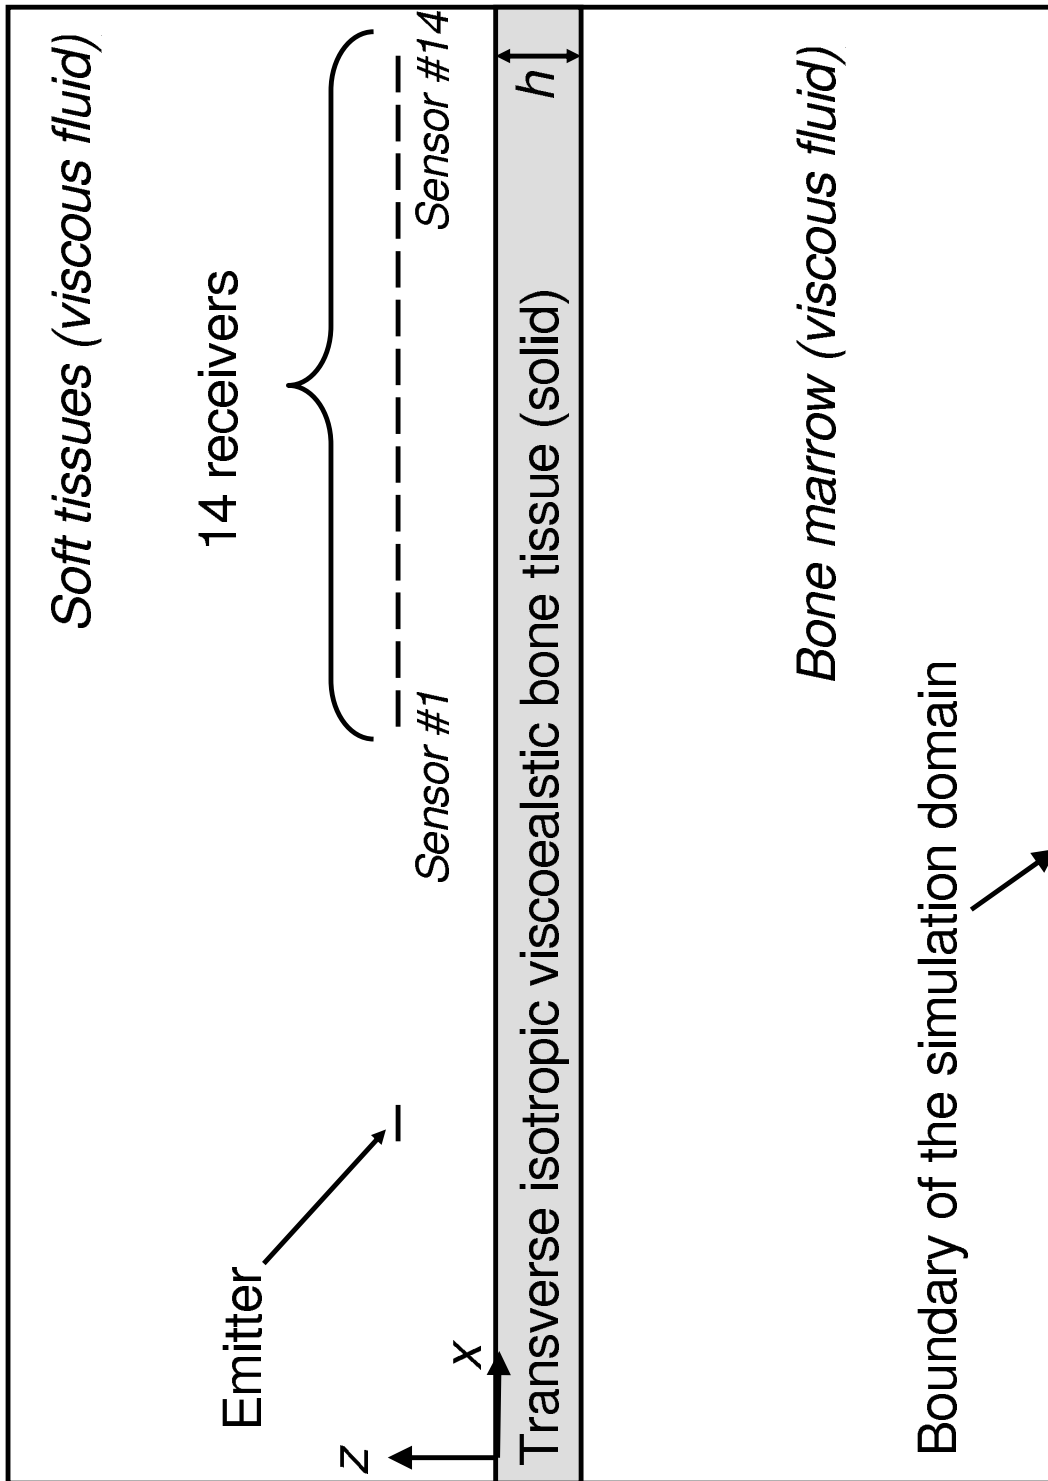 Soft tissues (viscous fluid)
14 receivers
Emitter
Sensor #1
Sensor #14
z
x
h
Transverse isotropic viscoealstic bone tissue (solid)
Bone marrow (viscous fluid)
Boundary of the simulation domain